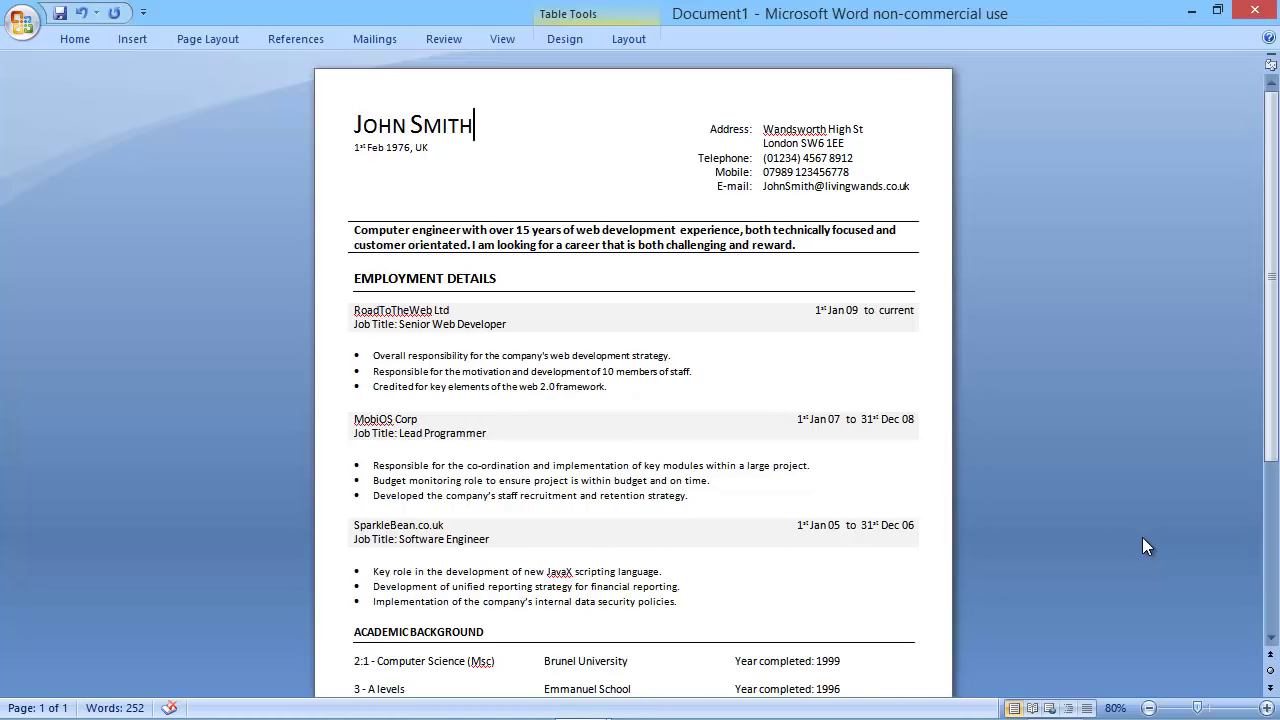 Table Tools
Document1 - Microsoft Word non-commercial use
Home Insert Page Layout References Mailings Review View Design Layout
JOHN SMITH
1st Feb 1976, UK
Address: Wandsworth High St
London SW6 1EE
Telephone: (01234) 4567 8912
Mobile: 07989 123456778
E-mail: JohnSmith@livingwands.co.uk
Computer engineer with over 15 years of web development experience, both technically focused and
customer orientated. I am looking for a career that is both challenging and reward.
EMPLOYMENT DETAILS
RoadToTheWeb Ltd 1st Jan 09 to current
Job Title: Senior Web Developer
• Overall responsibility for the company's web development strategy.
• Responsible for the motivation and development of 10 members of staff.
• Credited for key elements of the web 2.0 framework.
MobiOS Corp 1st Jan 07 to 31st Dec 08
Job Title: Lead Programmer
• Responsible for the co-ordination and implementation of key modules within a large project.
• Budget monitoring role to ensure project is within budget and on time.
• Developed the company's staff recruitment and retention strategy.
SparkleBean.co.uk 1st Jan 05 to 31st Dec 06
Job Title: Software Engineer
• Key role in the development of new JavaX scripting language.
• Development of unified reporting strategy for financial reporting.
• Implementation of the company's internal data security policies.
ACADEMIC BACKGROUND
2:1 - Computer Science (Msc) Brunel University Year completed: 1999
3 - A levels Emmanuel School Year completed: 1996
Page: 1 of 1 Words: 252 80%